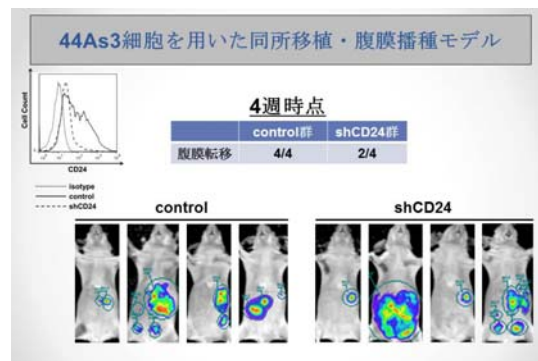 44As3細胞を用いた同所移植・腹膜播種モデル
Cell Count
CD24
isotype
control
shCD24
4週時点
control群 shCD24群
腹膜転移 4/4 2/4
control shCD24